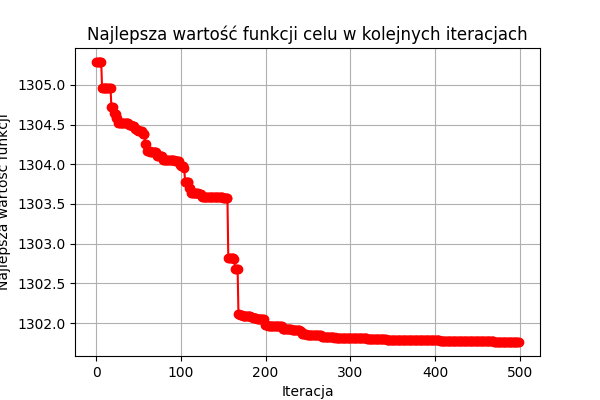 Najlepsza wartość funkcji celu w kolejnych iteracjach
Najlepsza wartość funkcji
1305.0
1304.5
1304.0
1303.5
1303.0
1302.5
1302.0
0 100 200 300 400 500
Iteracja